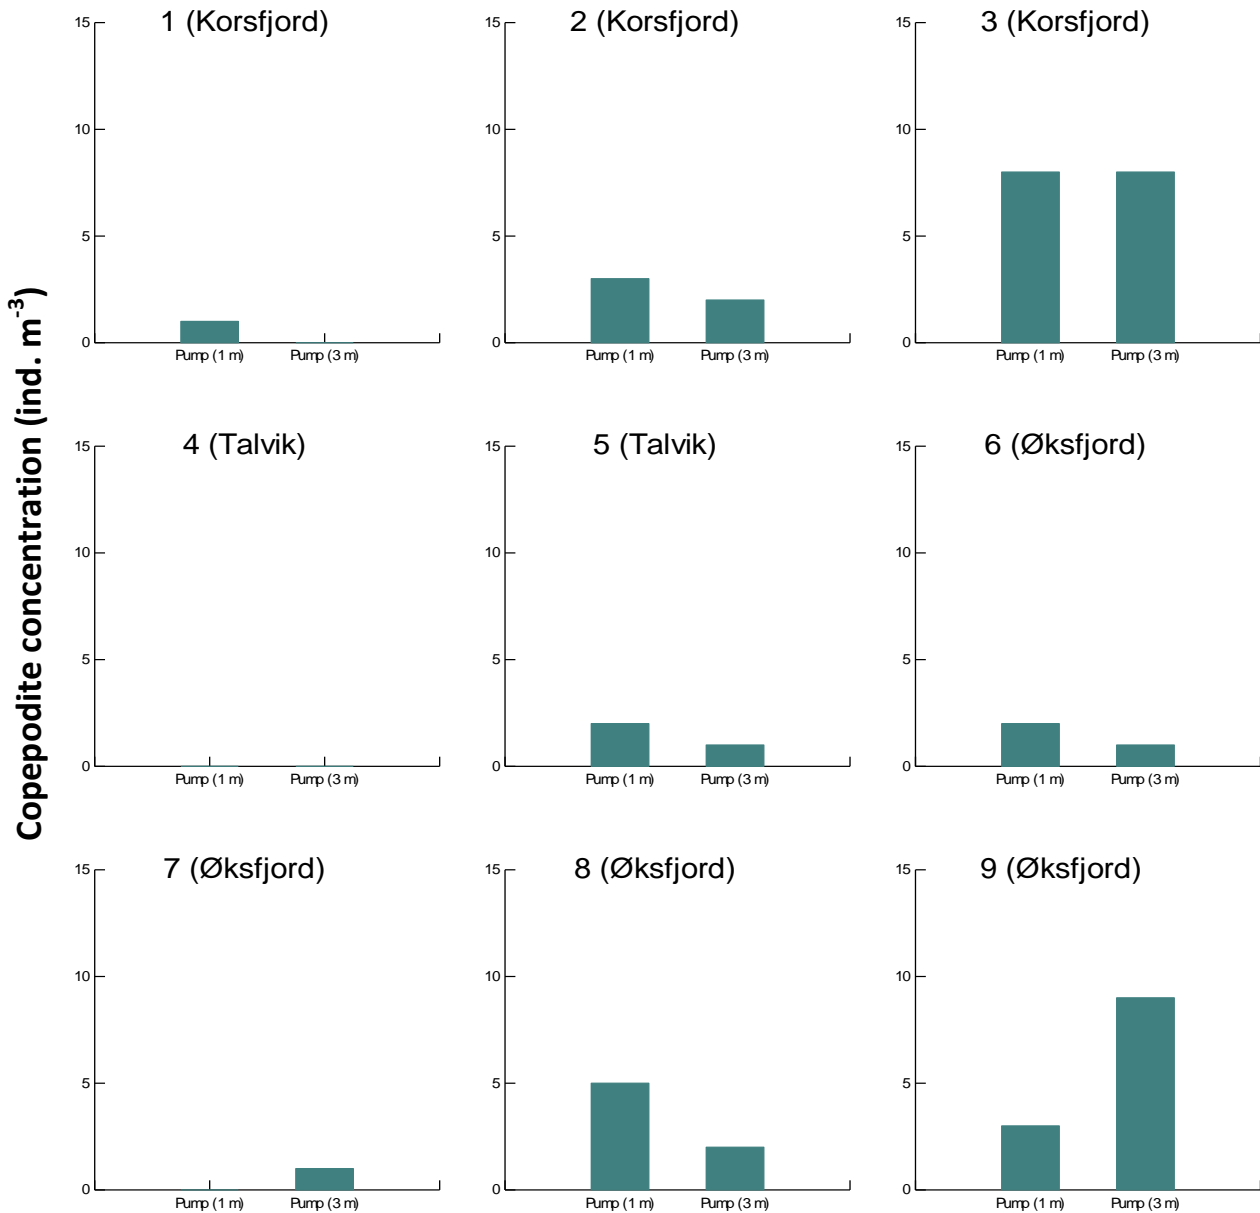 Copepodite concentration (ind. m⁻³)
1 (Korsfjord)
15
10
5
0
Pump (1 m) Pump (3 m)
2 (Korsfjord)
15
10
5
0
Pump (1 m) Pump (3 m)
3 (Korsfjord)
15
10
5
0
Pump (1 m) Pump (3 m)
4 (Talvik)
15
10
5
0
Pump (1 m) Pump (3 m)
5 (Talvik)
15
10
5
0
Pump (1 m) Pump (3 m)
6 (Øksfjord)
15
10
5
0
Pump (1 m) Pump (3 m)
7 (Øksfjord)
15
10
5
0
Pump (1 m) Pump (3 m)
8 (Øksfjord)
15
10
5
0
Pump (1 m) Pump (3 m)
9 (Øksfjord)
15
10
5
0
Pump (1 m) Pump (3 m)